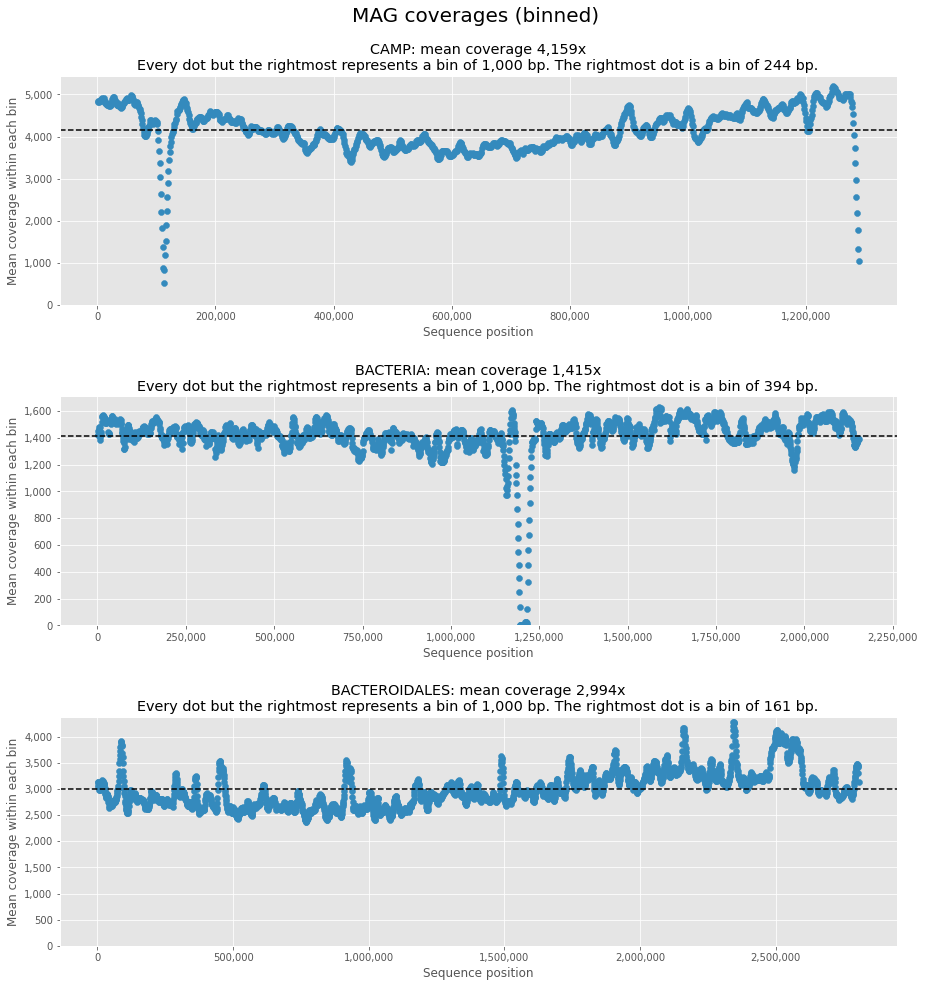 MAG coverages (binned)
CAMP: mean coverage 4,159x
Every dot but the rightmost represents a bin of 1,000 bp. The rightmost dot is a bin of 244 bp.
Mean coverage within each bin
5,000
4,000
3,000
2,000
1,000
0
0 200,000 400,000 600,000 800,000 1,000,000 1,200,000
Sequence position
BACTERIA: mean coverage 1,415x
Every dot but the rightmost represents a bin of 1,000 bp. The rightmost dot is a bin of 394 bp.
Mean coverage within each bin
1,600
1,400
1,200
1,000
800
600
400
200
0
0 250,000 500,000 750,000 1,000,000 1,250,000 1,500,000 1,750,000 2,000,000 2,250,000
Sequence position
BACTEROIDALES: mean coverage 2,994x
Every dot but the rightmost represents a bin of 1,000 bp. The rightmost dot is a bin of 161 bp.
Mean coverage within each bin
4,000
3,500
3,000
2,500
2,000
1,500
1,000
500
0
0 500,000 1,000,000 1,500,000 2,000,000 2,500,000
Sequence position